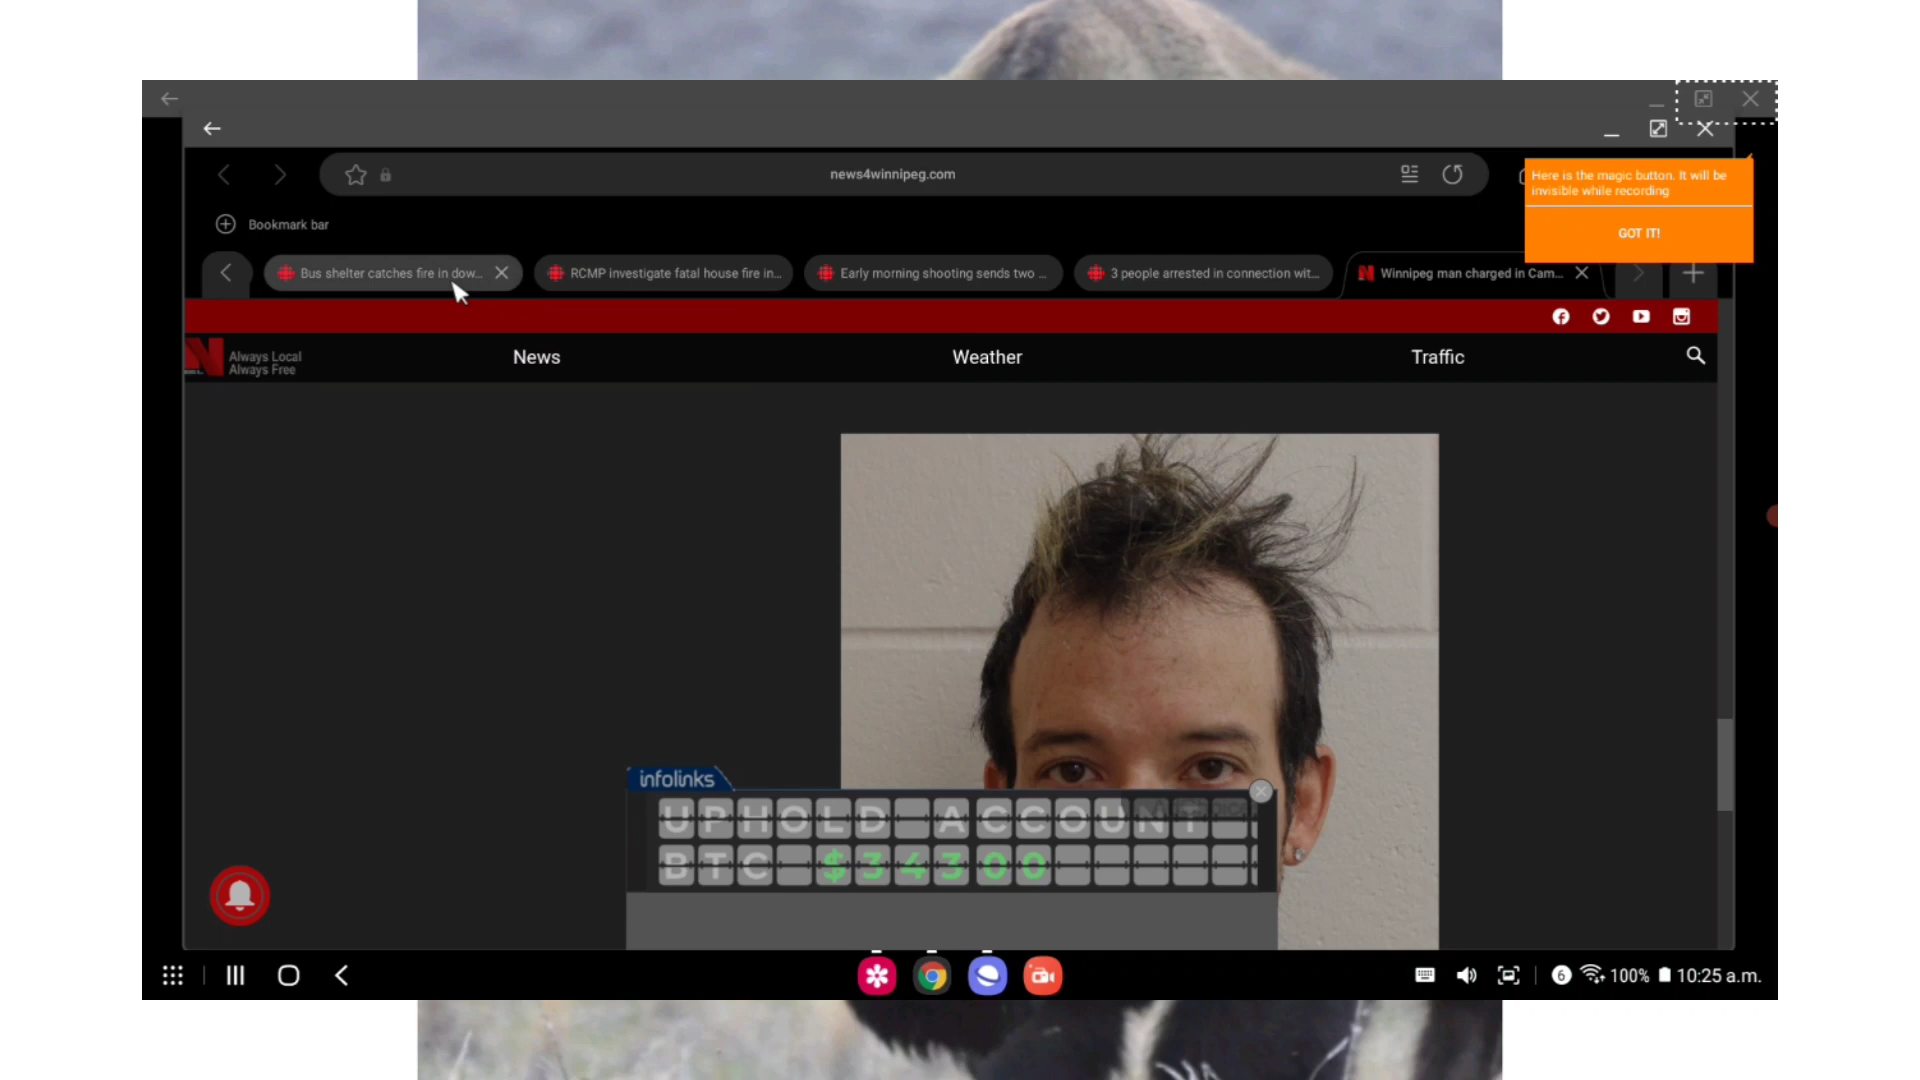 news4winnipeg.com
Here is the magic button. It will be
invisible while recording
GOT IT!
Bookmark bar
Bus shelter catches fire in dow...
RCMP investigate fatal house fire in...
Early morning shooting sends two ...
3 people arrested in connection wit...
Winnipeg man charged in Cam...
Always Local
Always Free
News
Weather
Traffic
infolinks
UPHOLD ACCOUNT
BTC $34300
6
100%
10:25 a.m.